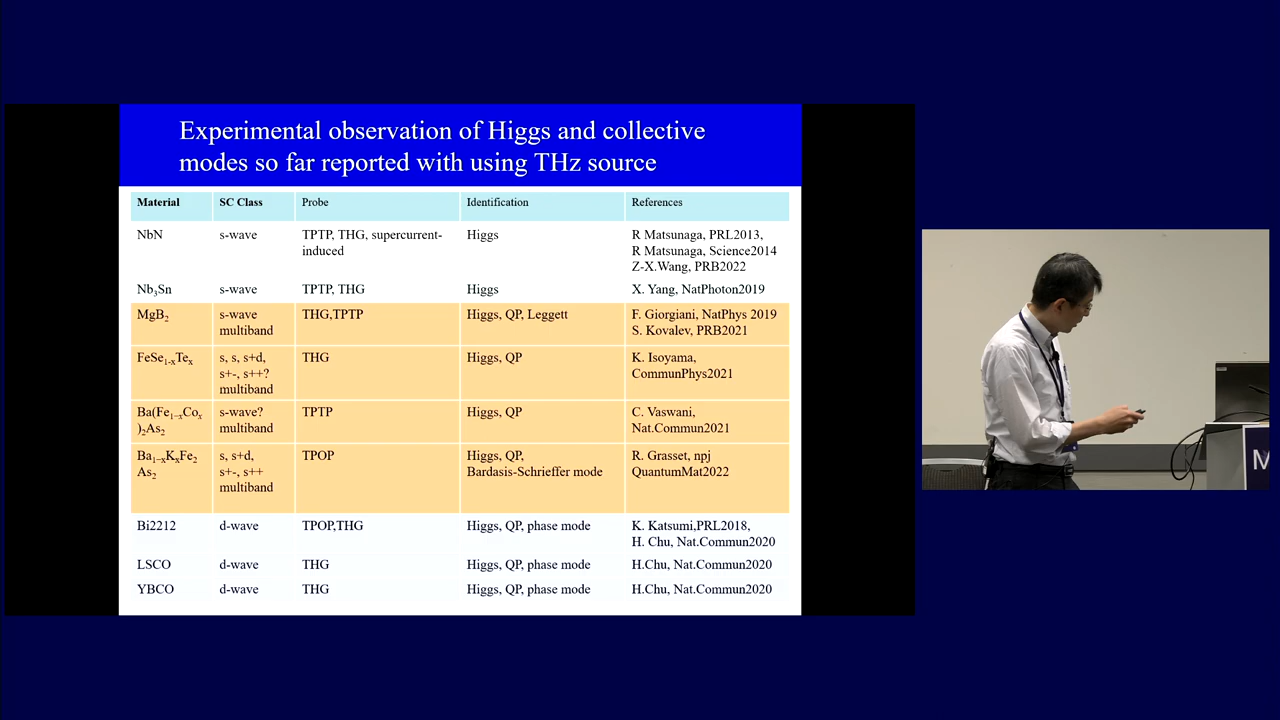 Experimental observation of Higgs and collective
modes so far reported with using THz source
Material SC Class Probe Identification References
NbN s-wave TPTP, THG, supercurrent- Higgs R Matsunaga, PRL2013,
induced R Matsunaga, Science2014
Z-X.Wang, PRB2022
Nb3Sn s-wave TPTP, THG Higgs X. Yang, NatPhoton2019
MgB2 s-wave THG,TPTP Higgs, QP, Leggett F. Giorgiani, NatPhys 2019
multiband S. Kovalev, PRB2021
FeSe1-xTex s, s, s+d, THG Higgs, QP K. Isoyama,
s+-, s++? CommunPhys2021
multiband
Ba(Fe1−xCox s-wave? TPTP Higgs, QP C. Vaswani,
)2As2 multiband Nat.Commun2021
Ba1−xKxFe2 s, s+d, TPOP Higgs, QP, R. Grasset, npj
As2 s+-, s++ Bardasis-Schrieffer mode QuantumMat2022
multiband
Bi2212 d-wave TPOP,THG Higgs, QP, phase mode K. Katsumi,PRL2018,
H. Chu, Nat.Commun2020
LSCO d-wave THG Higgs, QP, phase mode H.Chu, Nat.Commun2020
YBCO d-wave THG Higgs, QP, phase mode H.Chu, Nat.Commun2020
M